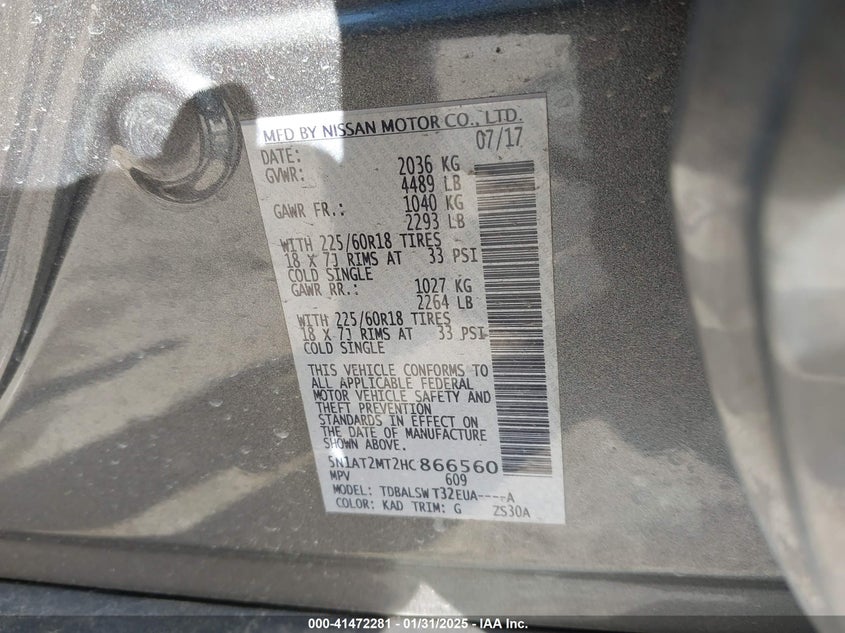 MFD BY NISSAN MOTOR CO., LTD.
DATE: 07/17
GVWR: 2036 KG
4489 LB
GAWR FR.: 1040 KG
2293 LB
WITH 225/60R18 TIRES
18 X 7J RIMS AT 33 PSI
COLD SINGLE
GAWR RR.: 1027 KG
2264 LB
WITH 225/60R18 TIRES
18 X 7J RIMS AT 33 PSI
COLD SINGLE
THIS VEHICLE CONFORMS TO
ALL APPLICABLE FEDERAL
MOTOR VEHICLE SAFETY AND
THEFT PREVENTION
STANDARDS IN EFFECT ON
THE DATE OF MANUFACTURE
SHOWN ABOVE.
5N1AT2MT2HC866560
MPV 609
MODEL: TDBALSW T32EUA----A
COLOR: KAD TRIM: G ZS30A
000-41472281 - 01/31/2025 - IAA Inc.